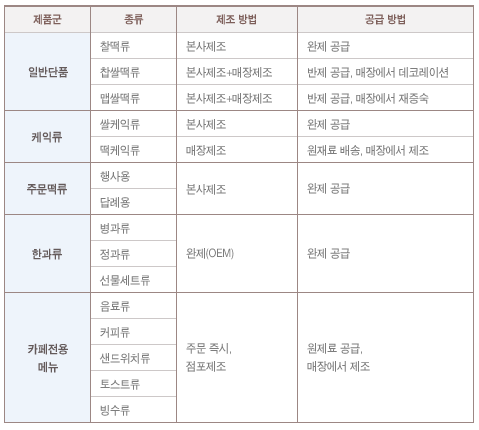 제품군 종류 제조 방법 공급 방법
일반단품 찰떡류 본사제조 완제 공급
찹쌀떡류 본사제조+매장제조 반제 공급, 매장에서 데코레이션
맵쌀떡류 본사제조+매장제조 반제 공급, 매장에서 재증숙
케익류 쌀케익류 본사제조 완제 공급
떡케익류 매장제조 원재료 배송, 매장에서 제조
주문떡류 행사용 본사제조 완제 공급
답례용
한과류 병과류 완제(OEM) 완제 공급
정과류
선물세트류
카페전용
메뉴
음료류
커피류
샌드위치류
토스트류
빙수류
주문 즉시,
점포제조
원제료 공급,
매장에서 제조